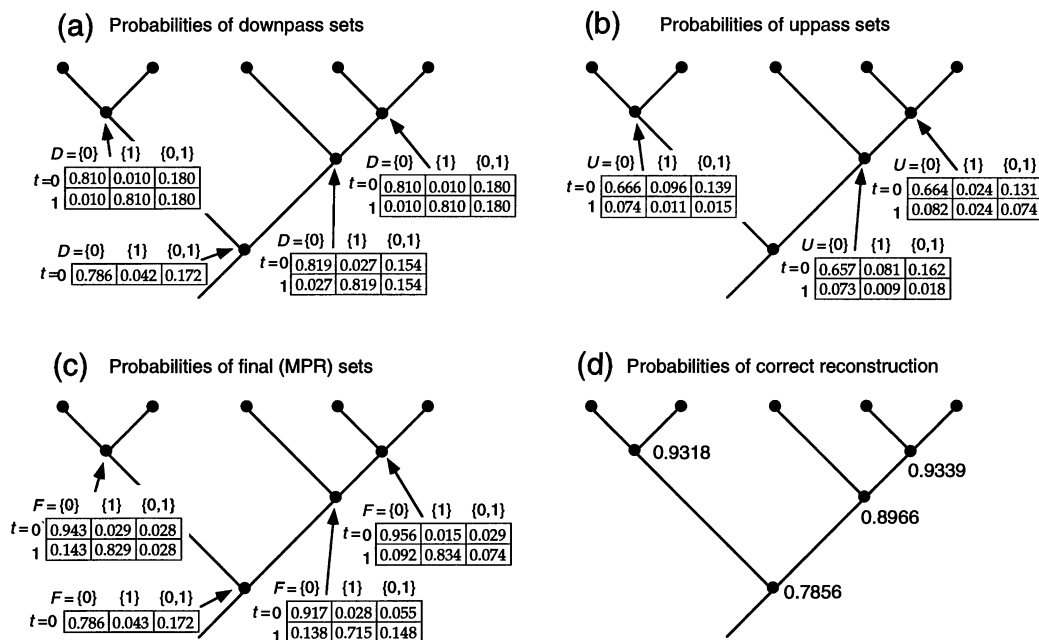 (a) Probabilities of downpass sets
D={0} {1} {0,1}
t=0 0.810 0.010 0.180
1 0.010 0.810 0.180
D={0} {1} {0,1}
t=0 0.810 0.010 0.180
1 0.010 0.810 0.180
D={0} {1} {0,1}
t=0 0.786 0.042 0.172
D={0} {1} {0,1}
t=0 0.819 0.027 0.154
1 0.027 0.819 0.154
(b) Probabilities of uppass sets
U={0} {1} {0,1}
t=0 0.666 0.096 0.139
1 0.074 0.011 0.015
U={0} {1} {0,1}
t=0 0.664 0.024 0.131
1 0.082 0.024 0.074
U={0} {1} {0,1}
t=0 0.657 0.081 0.162
1 0.073 0.009 0.018
(c) Probabilities of final (MPR) sets
F={0} {1} {0,1}
t=0 0.943 0.029 0.028
1 0.143 0.829 0.028
F={0} {1} {0,1}
t=0 0.956 0.015 0.029
1 0.092 0.834 0.074
F={0} {1} {0,1}
t=0 0.786 0.043 0.172
F={0} {1} {0,1}
t=0 0.917 0.028 0.055
1 0.138 0.715 0.148
(d) Probabilities of correct reconstruction
0.9318
0.9339
0.8966
0.7856